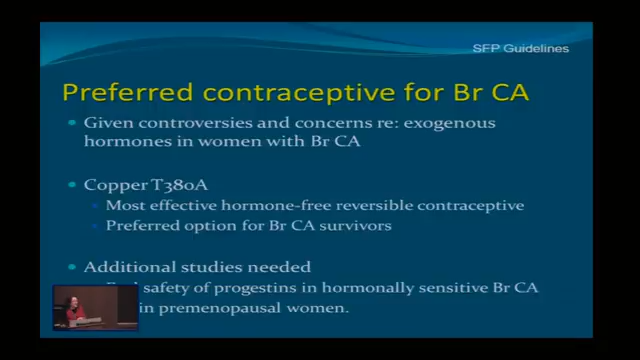 SFP Guidelines
Preferred contraceptive for Br CA
Given controversies and concerns re: exogenous
hormones in women with Br CA
Copper T380A
Most effective hormone-free reversible contraceptive
Preferred option for Br CA survivors
Additional studies needed
safety of progestins in hormonally sensitive Br CA
in premenopausal women.